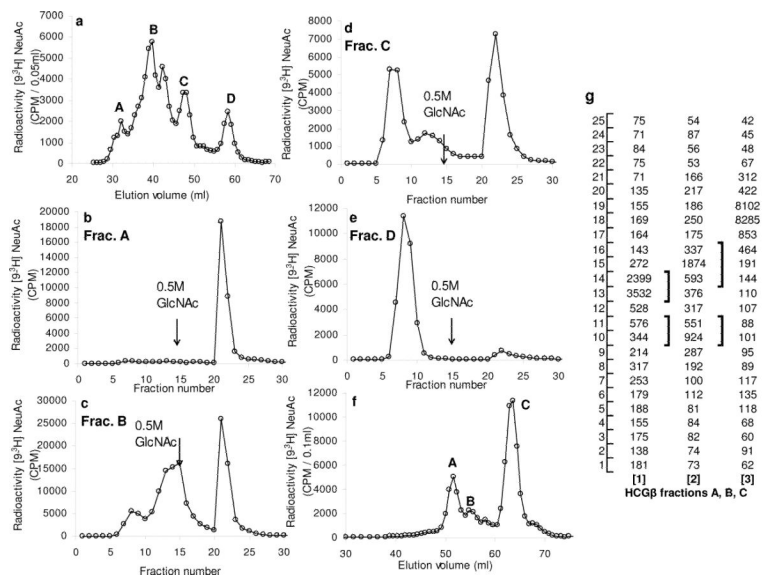 a
Radioactivity [9-³H] NeuAc
(CPM / 0.05ml)
7000
6000
5000
4000
3000
2000
1000
0
A
B
C
D
20 30 40 50 60 70
Elution volume (ml)
b
Frac. A
Radioactivity [9-³H] NeuAc
(CPM)
20000
18000
16000
14000
12000
10000
8000
6000
4000
2000
0
0.5M
GlcNAc
0 10 20 30
Fraction number
c
Frac. B
Radioactivity [9-³H] NeuAc
(CPM)
30000
25000
20000
15000
10000
5000
0
0.5M
GlcNAc
0 10 20 30
Fraction number
d
Frac. C
Radioactivity [9-³H] NeuAc
(CPM)
8000
7000
6000
5000
4000
3000
2000
1000
0
0.5M
GlcNAc
0 5 10 15 20 25 30
Fraction number
e
Frac. D
Radioactivity [9-³H] NeuAc
(CPM)
12000
10000
8000
6000
4000
2000
0
0.5M
GlcNAc
0 5 10 15 20 25 30
Fraction number
f
Radioactivity [9-³H] NeuAc
(CPM / 0.1ml)
12000
10000
8000
6000
4000
2000
0
A
B
C
30 40 50 60 70
Elution volume (ml)
g
25 75 54 42
24 71 87 45
23 84 56 48
22 75 53 67
21 71 166 312
20 135 217 422
19 155 186 8102
18 169 250 8285
17 164 175 853
16 143 337 464
15 272 1874 191
14 2399 593 144
13 3532 376 110
12 528 317 107
11 576 551 88
10 344 924 101
9 214 287 95
8 317 192 89
7 253 100 117
6 179 112 135
5 188 81 118
4 155 84 68
3 175 82 60
2 138 74 91
1 181 73 62
[1] [2] [3]
HCGβ fractions A, B, C